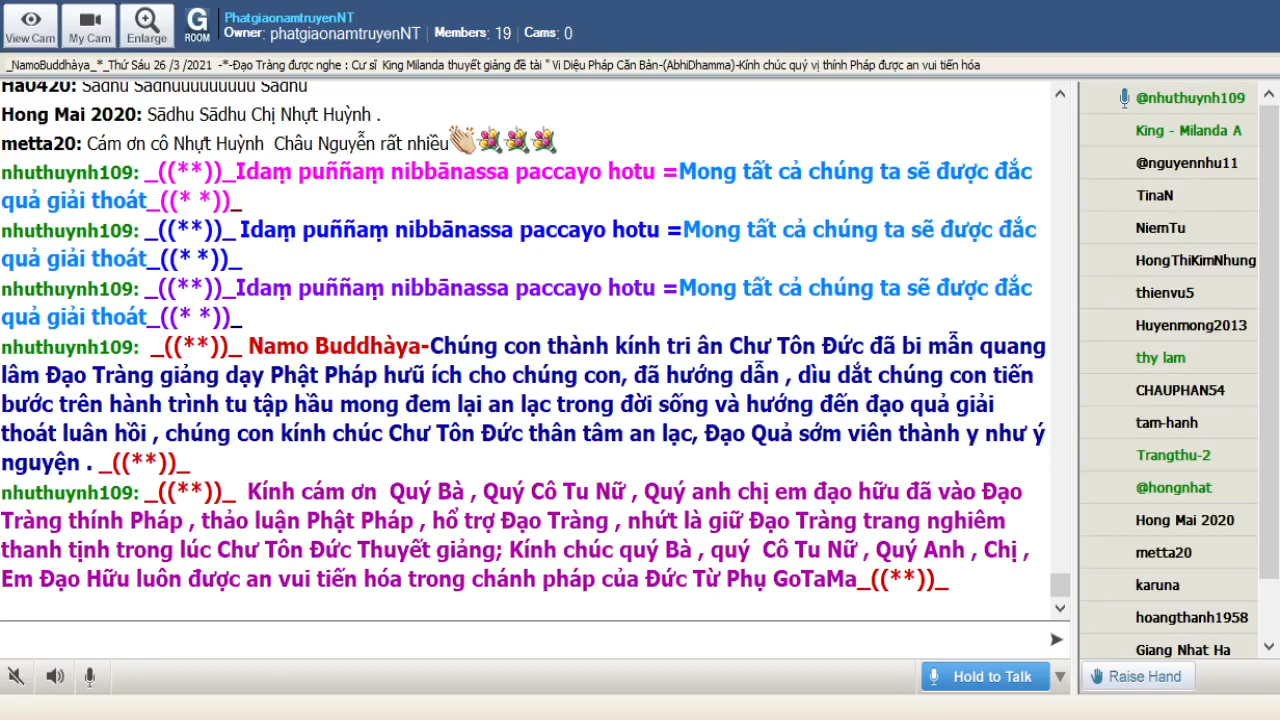 PhatgiaonamtruyenNT
View Cam My Cam Enlarge G ROOM Owner: phatgiaonamtruyenNT | Members: 19 | Cams: 0
_NamoBuddhàya_*_Thứ Sáu 26 /3 /2021 -*-Đạo Tràng được nghe : Cư sĩ King Milanda thuyết giảng đề tài " Vi Diệu Pháp Căn Bản-(AbhiDhamma)-Kính chúc quý vị thính Pháp được an vui tiến hóa
Ha0420: Sādhu Sādhuuuuuuuuu Sādhu
Hong Mai 2020: Sādhu Sādhu Chị Nhựt Huỳnh .
metta20: Cám ơn cô Nhựt Huỳnh Châu Nguyễn rất nhiều
nhuthuynh109: _((**))_Idaṃ puññaṃ nibbānassa paccayo hotu =Mong tất cả chúng ta sẽ được đắc
quả giải thoát_((* *))_
nhuthuynh109: _((**))_ Idaṃ puññaṃ nibbānassa paccayo hotu =Mong tất cả chúng ta sẽ được đắc
quả giải thoát_((* *))_
nhuthuynh109: _((**))_Idaṃ puññaṃ nibbānassa paccayo hotu =Mong tất cả chúng ta sẽ được đắc
quả giải thoát_((* *))_
nhuthuynh109: _((**))_ Namo Buddhàya-Chúng con thành kính tri ân Chư Tôn Đức đã bi mẫn quang
lâm Đạo Tràng giảng dạy Phật Pháp hưũ ích cho chúng con, đã hướng dẫn , dìu dắt chúng con tiến
bước trên hành trình tu tập hầu mong đem lại an lạc trong đời sống và hướng đến đạo quả giải
thoát luân hồi , chúng con kính chúc Chư Tôn Đức thân tâm an lạc, Đạo Quả sớm viên thành y như ý
nguyện . _((**))_
nhuthuynh109: _((**))_ Kính cám ơn Quý Bà , Quý Cô Tu Nữ , Quý anh chị em đạo hữu đã vào Đạo
Tràng thính Pháp , thảo luận Phật Pháp , hổ trợ Đạo Tràng , nhứt là giữ Đạo Tràng trang nghiêm
thanh tịnh trong lúc Chư Tôn Đức Thuyết giảng; Kính chúc quý Bà , quý Cô Tu Nữ , Quý Anh , Chị ,
Em Đạo Hữu luôn được an vui tiến hóa trong chánh pháp của Đức Từ Phụ GoTaMa_((**))_
@nhuthuynh109
King - Milanda A
@nguyennhu11
TinaN
NiemTu
HongThiKimNhung
thienvu5
Huyenmong2013
thy lam
CHAUPHAN54
tam-hanh
Trangthu-2
@hongnhat
Hong Mai 2020
metta20
karuna
hoangthanh1958
Giang Nhat Ha
Hold to Talk
Raise Hand